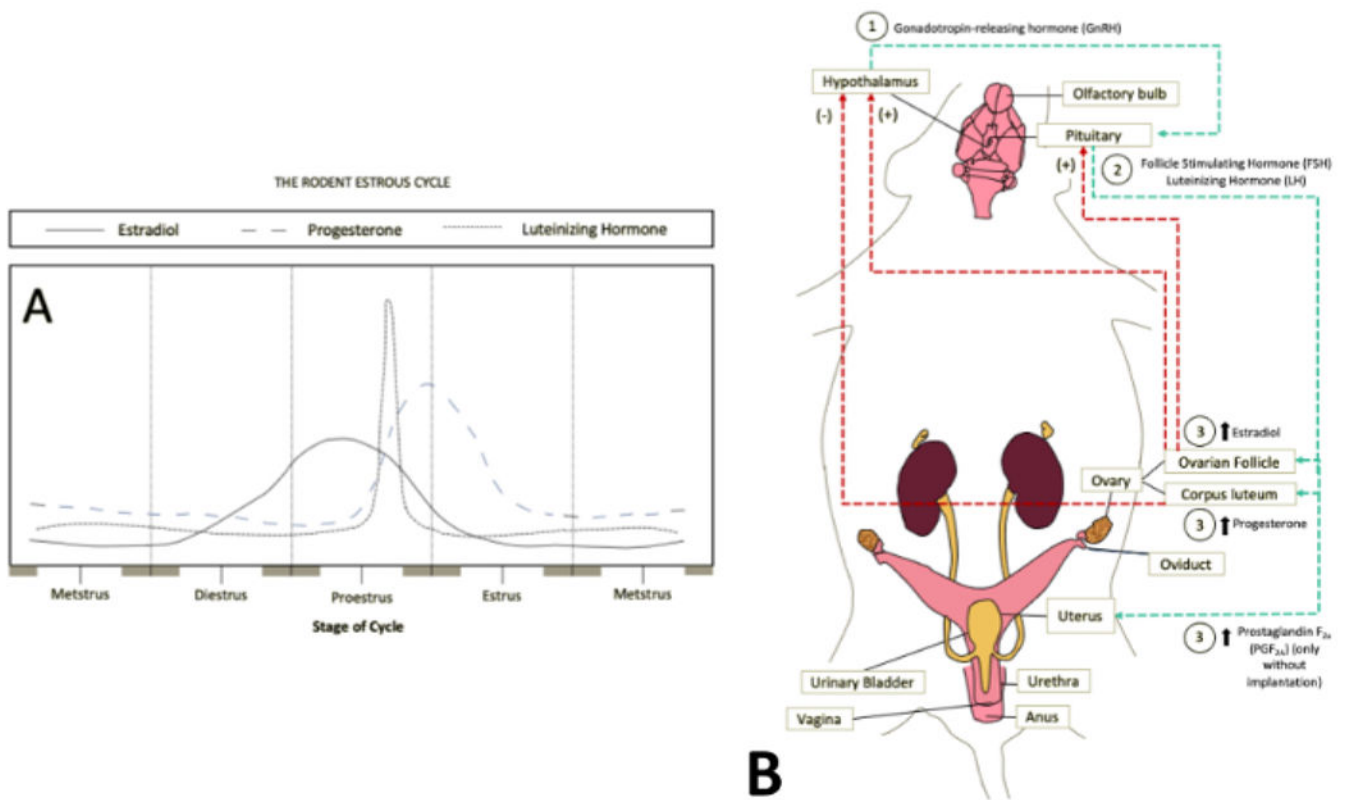 THE RODENT ESTROUS CYCLE
Estradiol Progesterone Luteinizing Hormone
A
Metstrus Diestrus Proestrus Estrus Metstrus
Stage of Cycle
1 Gonadotropin-releasing hormone (GnRH)
Hypothalamus
Olfactory bulb
(-) (+)
Pituitary
(+)
2 Follicle Stimulating Hormone (FSH)
Luteinizing Hormone (LH)
3 Estradiol
Ovarian Follicle
Ovary
Corpus luteum
3 Progesterone
Oviduct
Uterus
3 Prostaglandin F₂ₐ
(PGF₂ₐ) (only
without
implantation)
Urinary Bladder
Urethra
Vagina
Anus
B